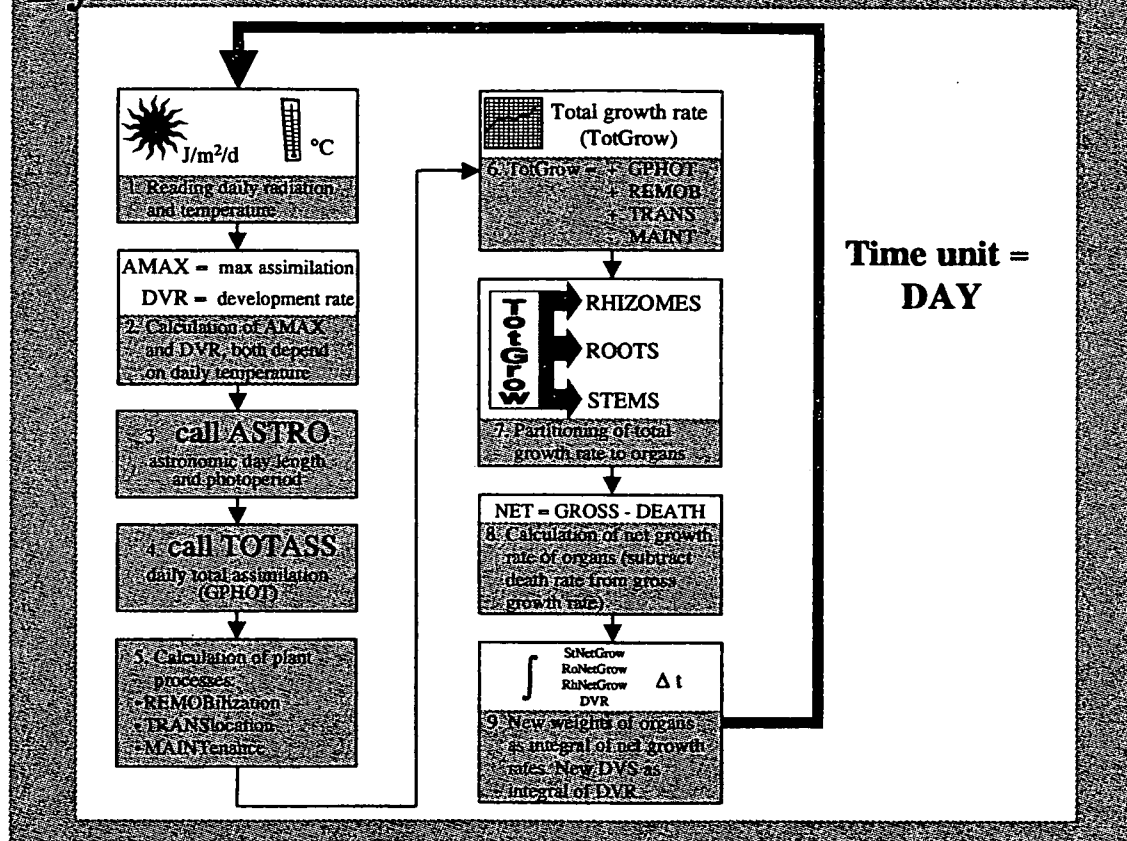 J/m²/d
°C
1. Reading daily radiation
and temperature
AMAX = max assimilation
DVR = development rate
2. Calculation of AMAX
and DVR, both depend
on daily temperature
3. call ASTRO
astronomic day length
and photoperiod
4. call TOTASS
daily total assimilation
(GPHOT)
5. Calculation of plant
processes:
•REMOBilization
•TRANSlocation
•MAINTenance
Total growth rate
(TotGrow)
6. TotGrow = + GPHOT
+ REMOB
+ TRANS
MAINT
TotGrow
RHIZOMES
ROOTS
STEMS
7. Partitioning of total
growth rate to organs
NET = GROSS - DEATH
8. Calculation of net growth
rate of organs (subtract
death rate from gross
growth rate)
StNetGrow
RoNetGrow
RhNetGrow
DVR
∫ Δ t
9. New weights of organs
as integral of net growth
rates. New DVS as
integral of DVR.
Time unit =
DAY